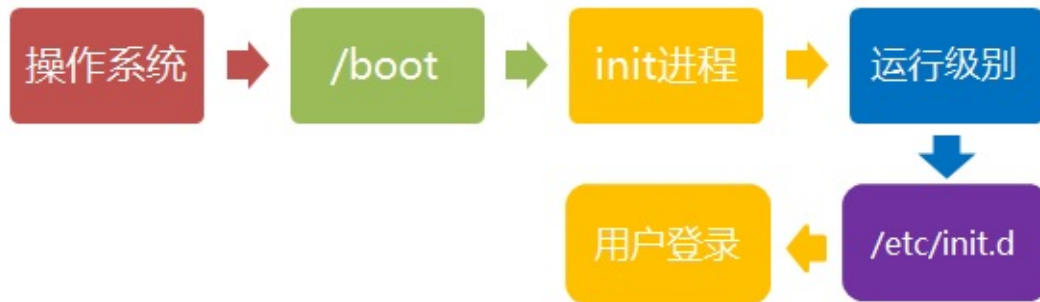 操作系统
/boot
init进程
运行级别
/etc/init.d
用户登录